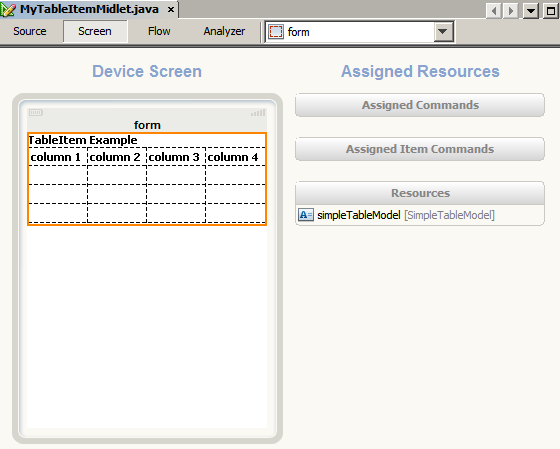 MyTableItemMidlet.java x
Source Screen Flow Analyzer form
Device Screen Assigned Resources
form
TableItem Example
column 1 column 2 column 3 column 4
Assigned Commands
Assigned Item Commands
Resources
simpleTableModel [SimpleTableModel]